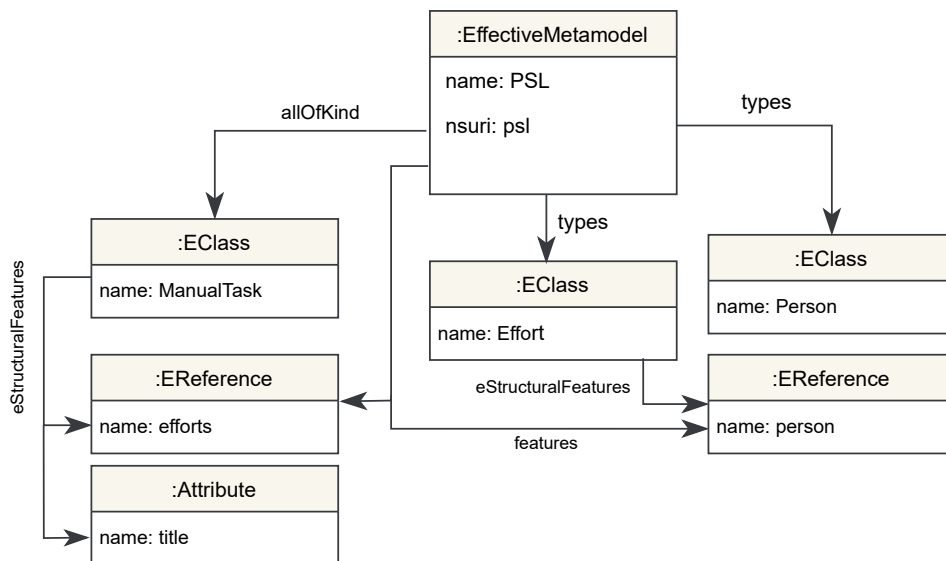 :EffectiveMetamodel
name: PSL
nsuri: psl
allOfKind
types
types
:EClass
name: ManualTask
:EClass
name: Effort
:EClass
name: Person
eStructuralFeatures
:EReference
name: efforts
eStructuralFeatures
:EReference
name: person
features
:Attribute
name: title